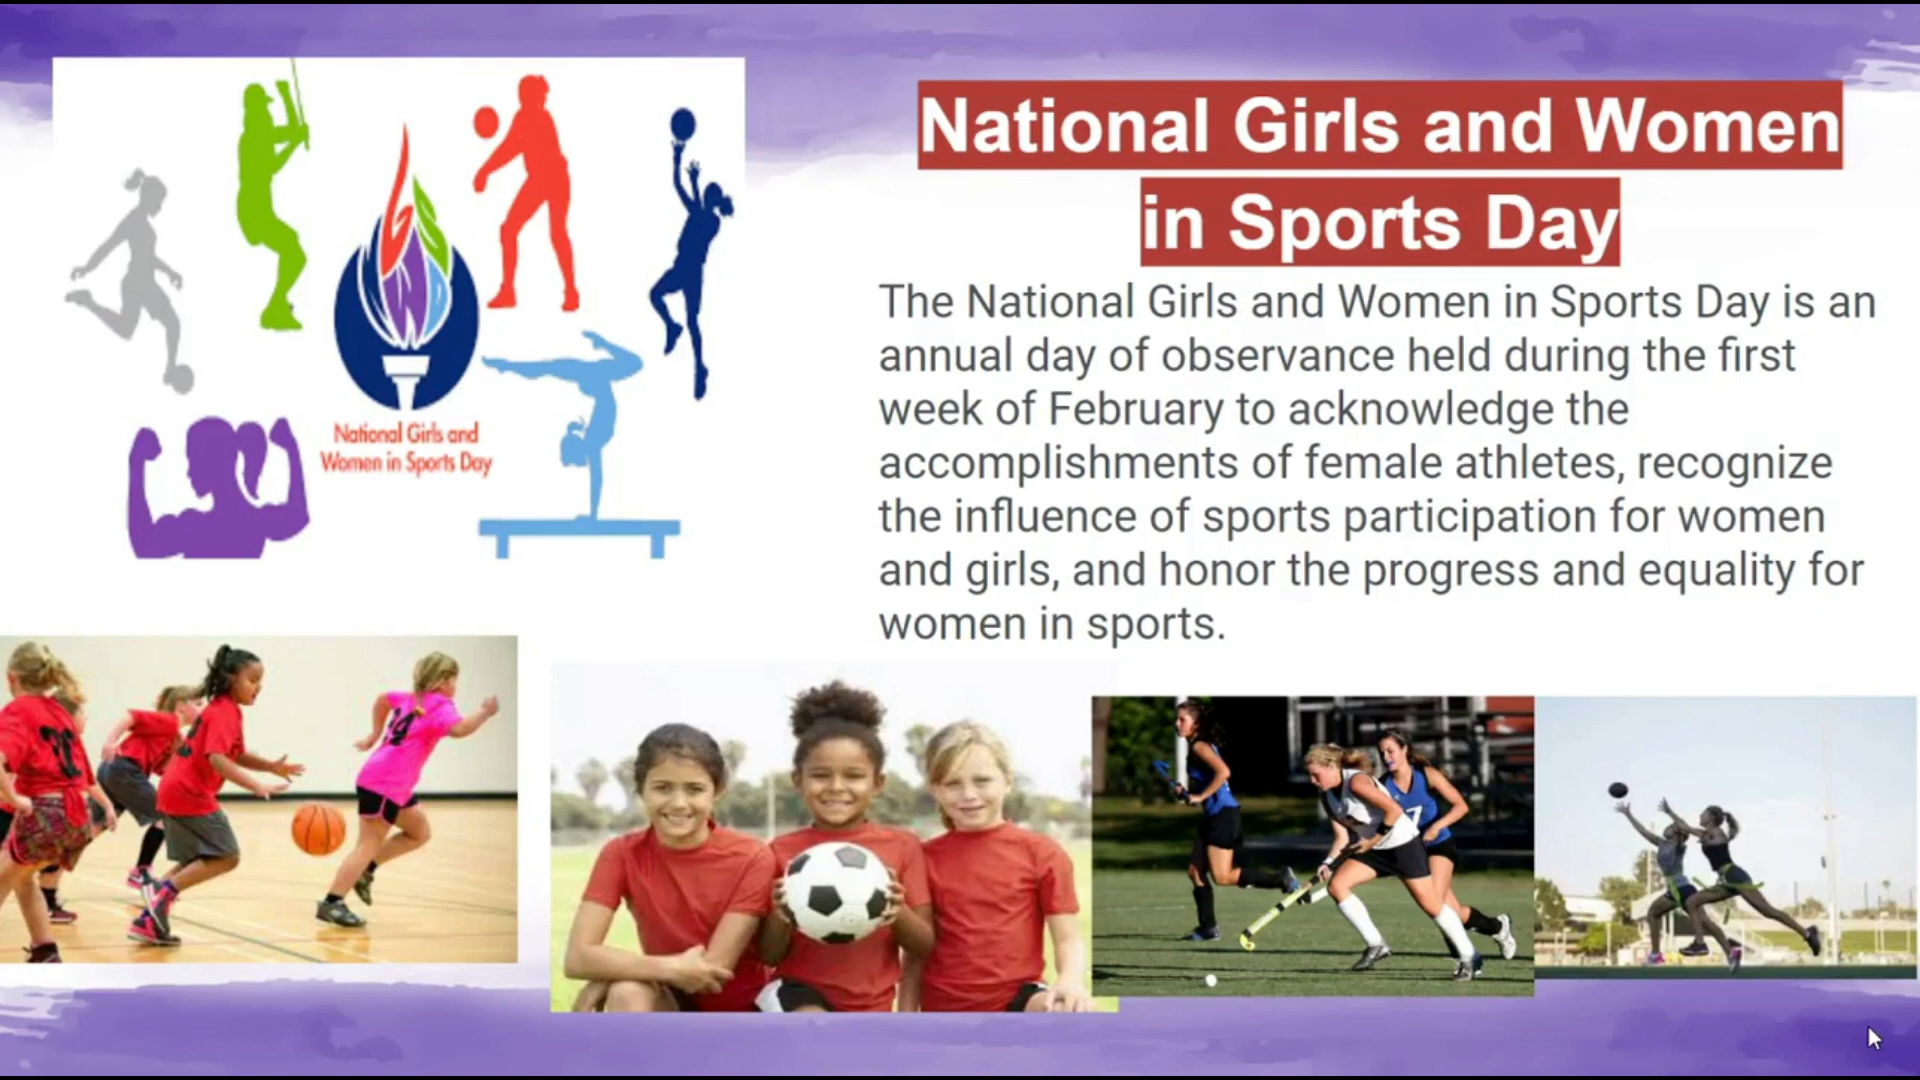 National Girls and Women
in Sports Day
The National Girls and Women in Sports Day is an
annual day of observance held during the first
week of February to acknowledge the
accomplishments of female athletes, recognize
the influence of sports participation for women
and girls, and honor the progress and equality for
women in sports.
National Girls and
Women in Sports Day